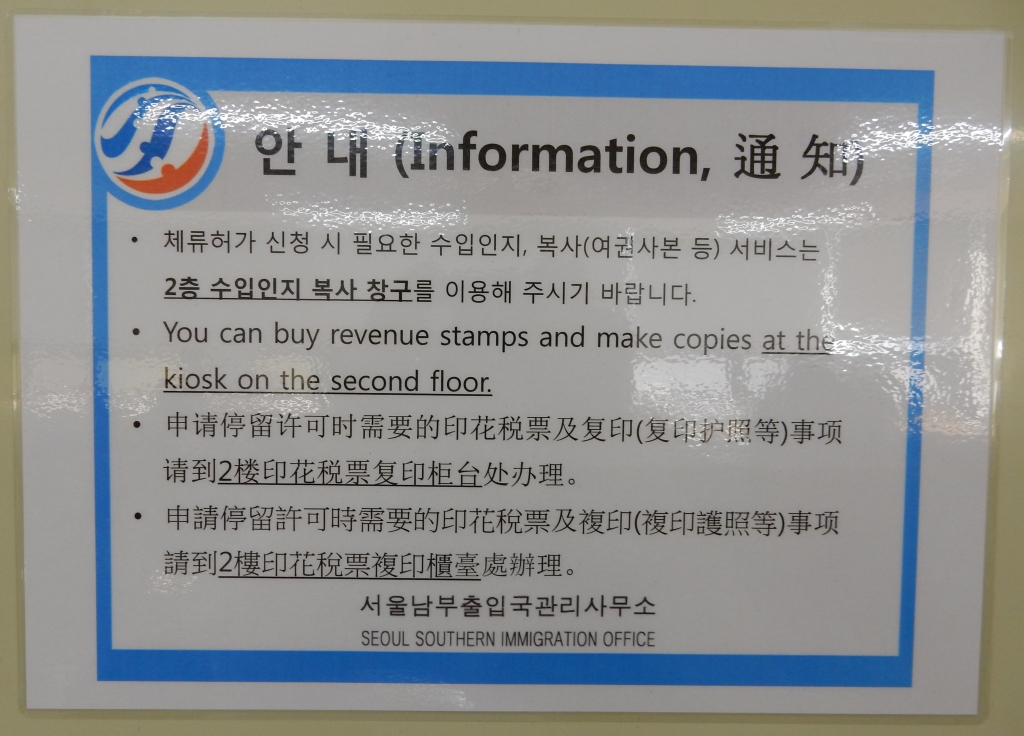 안 내 (Information, 通 知)
• 체류허가 신청 시 필요한 수입인지, 복사(여권사본 등) 서비스는
2층 수입인지 복사 창구를 이용해 주시기 바랍니다.
• You can buy revenue stamps and make copies at the
kiosk on the second floor.
• 申请停留许可时需要的印花税票及复印(复印护照等)事项
请到2楼印花税票复印柜台处办理。
• 申請停留許可時需要的印花稅票及複印(複印護照等)事项
請到2樓印花稅票複印櫃臺處辦理。
서울남부출입국관리사무소
SEOUL SOUTHERN IMMIGRATION OFFICE